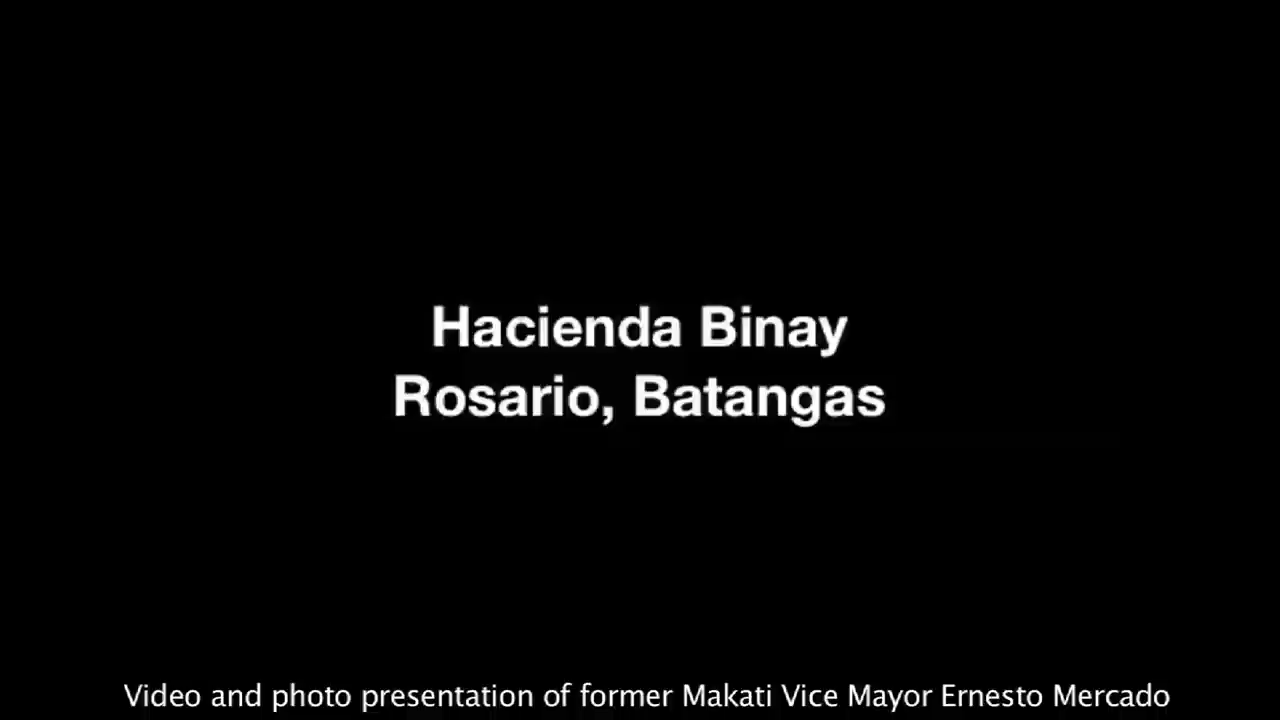 Hacienda Binay
Rosario, Batangas
Video and photo presentation of former Makati Vice Mayor Ernesto Mercado